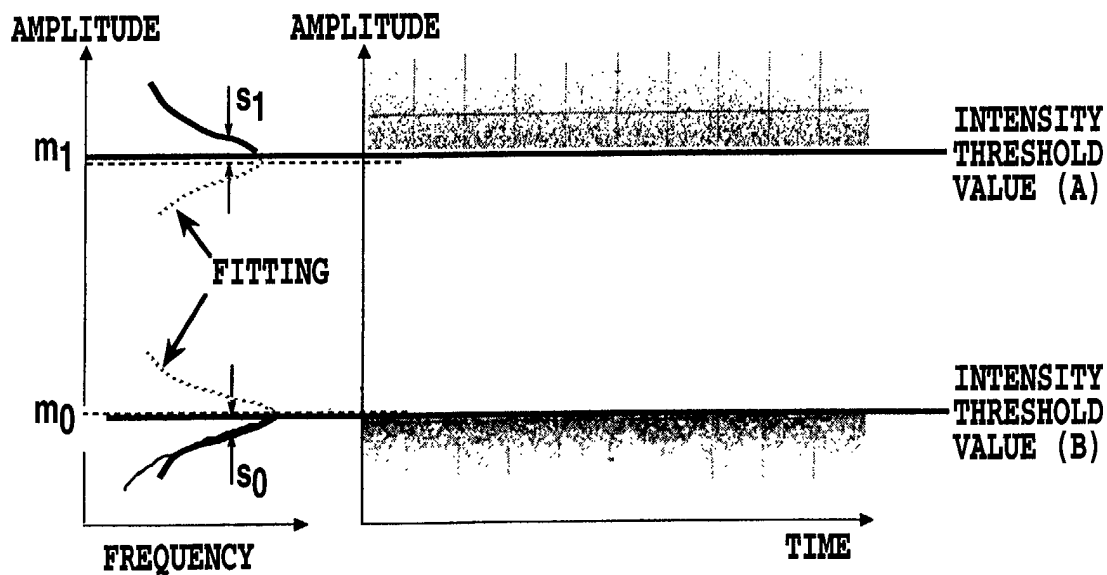 AMPLITUDE
AMPLITUDE
s1
m1
INTENSITY
THRESHOLD
VALUE (A)
FITTING
m0
INTENSITY
THRESHOLD
VALUE (B)
s0
FREQUENCY
TIME